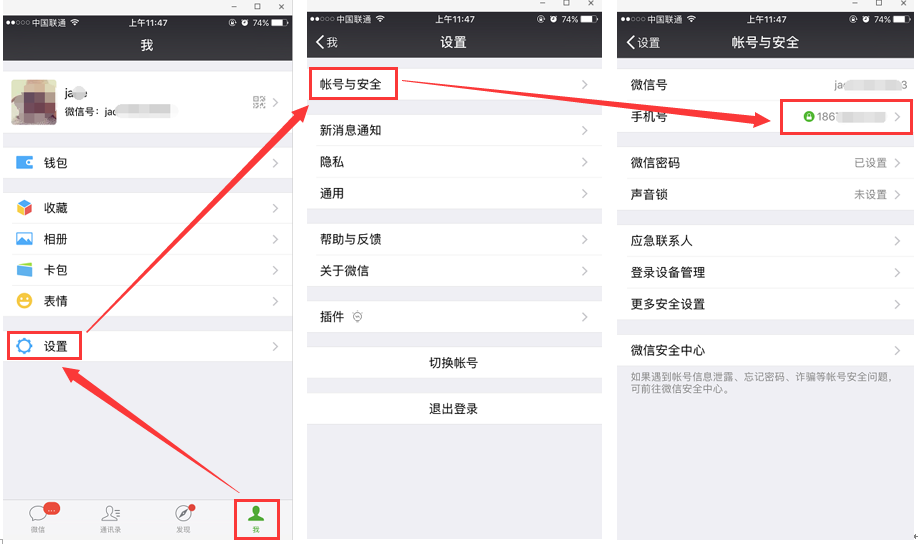 中国联通
上午11:47
74%
我
jade
微信号：jac
钱包
收藏
相册
卡包
表情
设置
微信
通讯录
发现
我
中国联通
上午11:47
74%
我
设置
帐号与安全
新消息通知
隐私
通用
帮助与反馈
关于微信
插件
切换帐号
退出登录
中国联通
上午11:47
74%
设置
帐号与安全
微信号
3
手机号
186
微信密码
已设置
声音锁
未设置
应急联系人
登录设备管理
更多安全设置
微信安全中心
如果遇到帐号信息泄露、忘记密码、诈骗等帐号安全问题，
可前往微信安全中心。